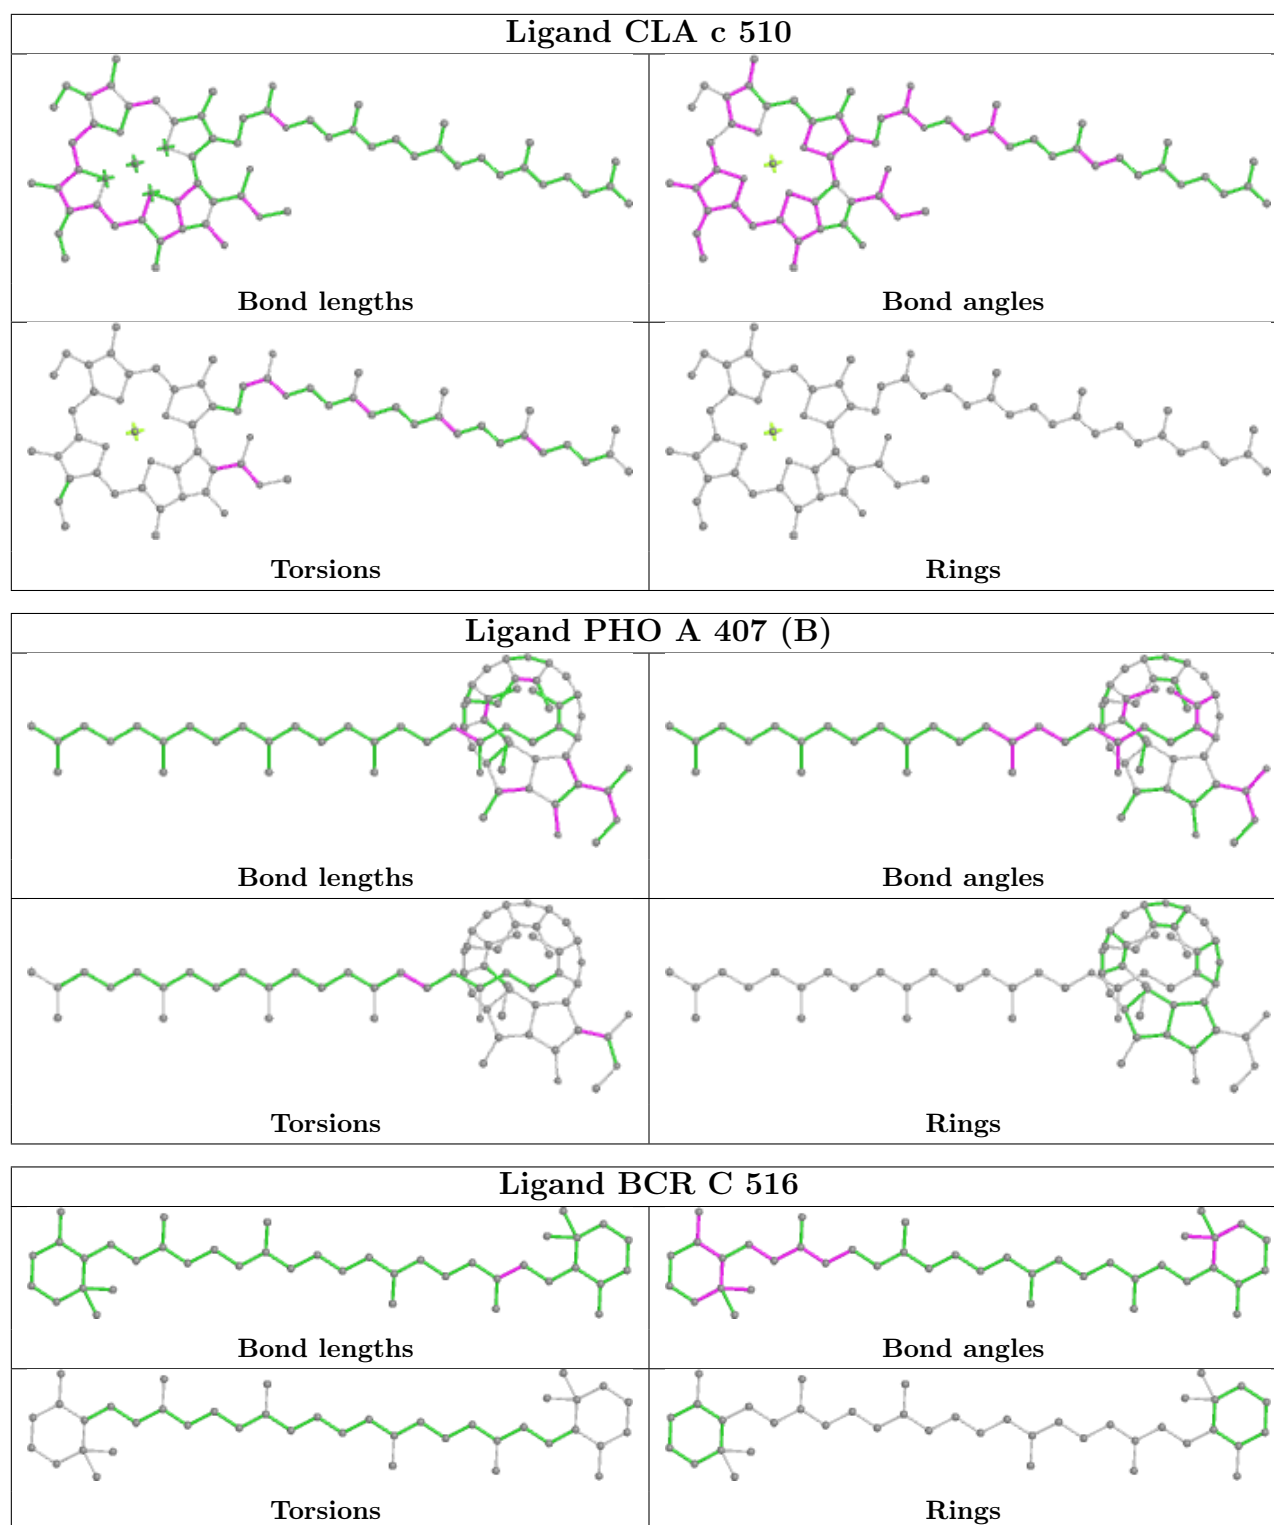 Ligand CLA c 510
Bond lengths
Bond angles
Torsions
Rings
Ligand PHO A 407 (B)
Bond lengths
Bond angles
Torsions
Rings
Ligand BCR C 516
Bond lengths
Bond angles
Torsions
Rings